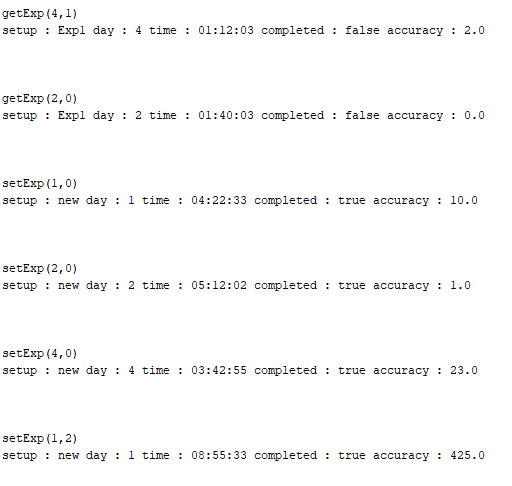 getExp(4,1)
setup : Exp1 day : 4 time : 01:12:03 completed : false accuracy : 2.0
getExp(2,0)
setup : Exp1 day : 2 time : 01:40:03 completed : false accuracy : 0.0
setExp(1,0)
setup : new day : 1 time : 04:22:33 completed : true accuracy : 10.0
setExp(2,0)
setup : new day : 2 time : 05:12:02 completed : true accuracy : 1.0
setExp(4,0)
setup : new day : 4 time : 03:42:55 completed : true accuracy : 23.0
setExp(1,2)
setup : new day : 1 time : 08:55:33 completed : true accuracy : 425.0